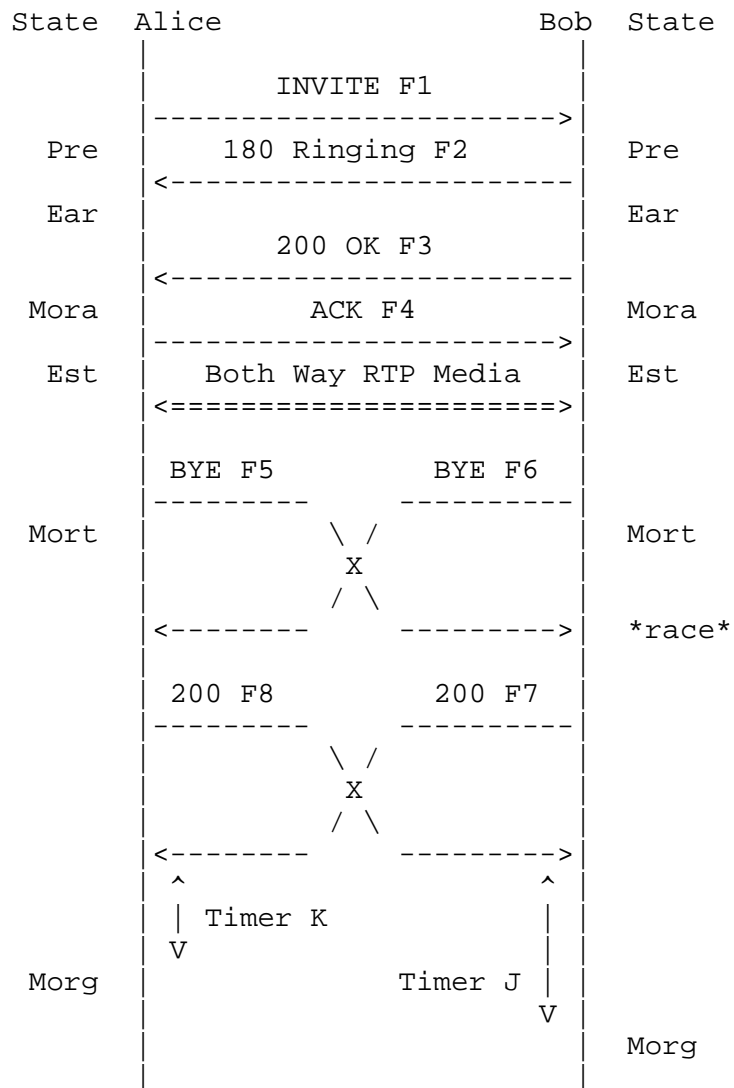 State Alice Bob State
INVITE F1
Pre 180 Ringing F2 Pre
Ear Ear
200 OK F3
Mora ACK F4 Mora
Est Both Way RTP Media Est
BYE F5 BYE F6
Mort Mort
X
*race*
200 F8 200 F7
X
Timer K
Morg Timer J
Morg